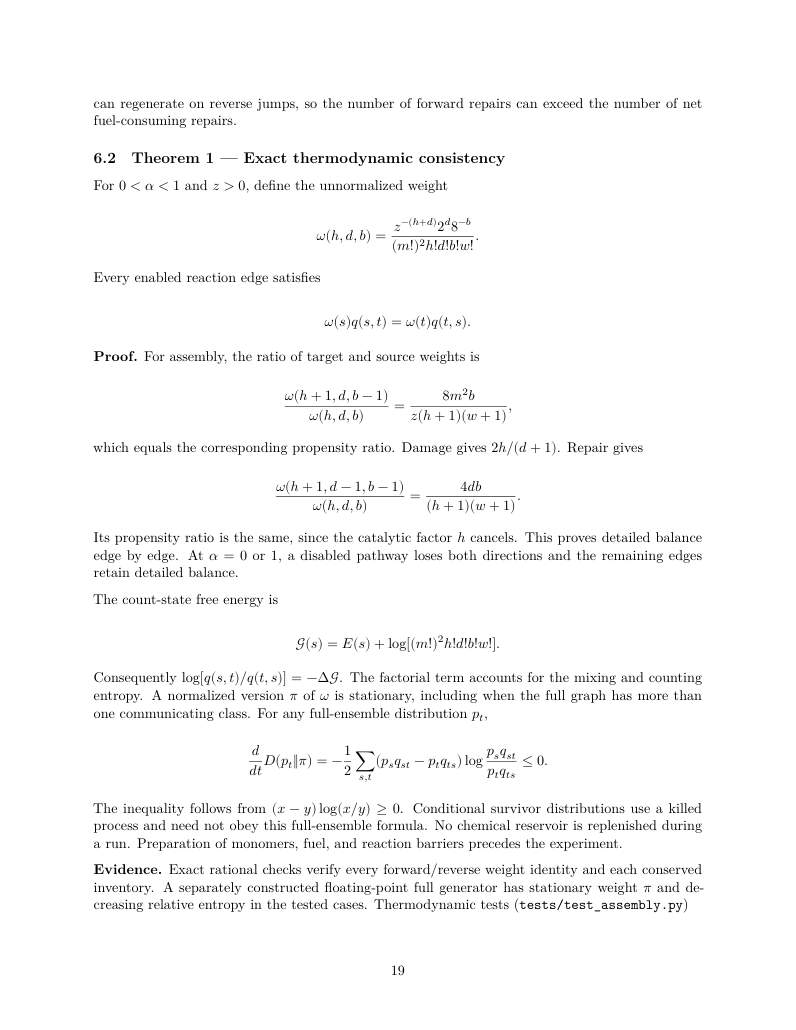 can regenerate on reverse jumps, so the number of forward repairs can exceed the number of net
fuel-consuming repairs.
6.2 Theorem 1 — Exact thermodynamic consistency
For 0 < α < 1 and z > 0, define the unnormalized weight
ω(h, d, b) = z^{−(h+d)}2^d8^{−b} / (m!)²h!d!b!w!.
Every enabled reaction edge satisfies
ω(s)q(s, t) = ω(t)q(t, s).
Proof. For assembly, the ratio of target and source weights is
ω(h + 1, d, b − 1) / ω(h, d, b) = 8m²b / z(h + 1)(w + 1),
which equals the corresponding propensity ratio. Damage gives 2h/(d + 1). Repair gives
ω(h + 1, d − 1, b − 1) / ω(h, d, b) = 4db / (h + 1)(w + 1).
Its propensity ratio is the same, since the catalytic factor h cancels. This proves detailed balance
edge by edge. At α = 0 or 1, a disabled pathway loses both directions and the remaining edges
retain detailed balance.
The count-state free energy is
𝒢(s) = E(s) + log[(m!)²h!d!b!w!].
Consequently log[q(s, t)/q(t, s)] = −Δ𝒢. The factorial term accounts for the mixing and counting
entropy. A normalized version π of ω is stationary, including when the full graph has more than
one communicating class. For any full-ensemble distribution p_t,
d/dt D(p_t‖π) = −1/2 ∑_{s,t} (p_sq_{st} − p_tq_{ts}) log p_sq_{st} / p_tq_{ts} ≤ 0.
The inequality follows from (x − y) log(x/y) ≥ 0. Conditional survivor distributions use a killed
process and need not obey this full-ensemble formula. No chemical reservoir is replenished during
a run. Preparation of monomers, fuel, and reaction barriers precedes the experiment.
Evidence. Exact rational checks verify every forward/reverse weight identity and each conserved
inventory. A separately constructed floating-point full generator has stationary weight π and de-
creasing relative entropy in the tested cases. Thermodynamic tests (tests/test_assembly.py)
19